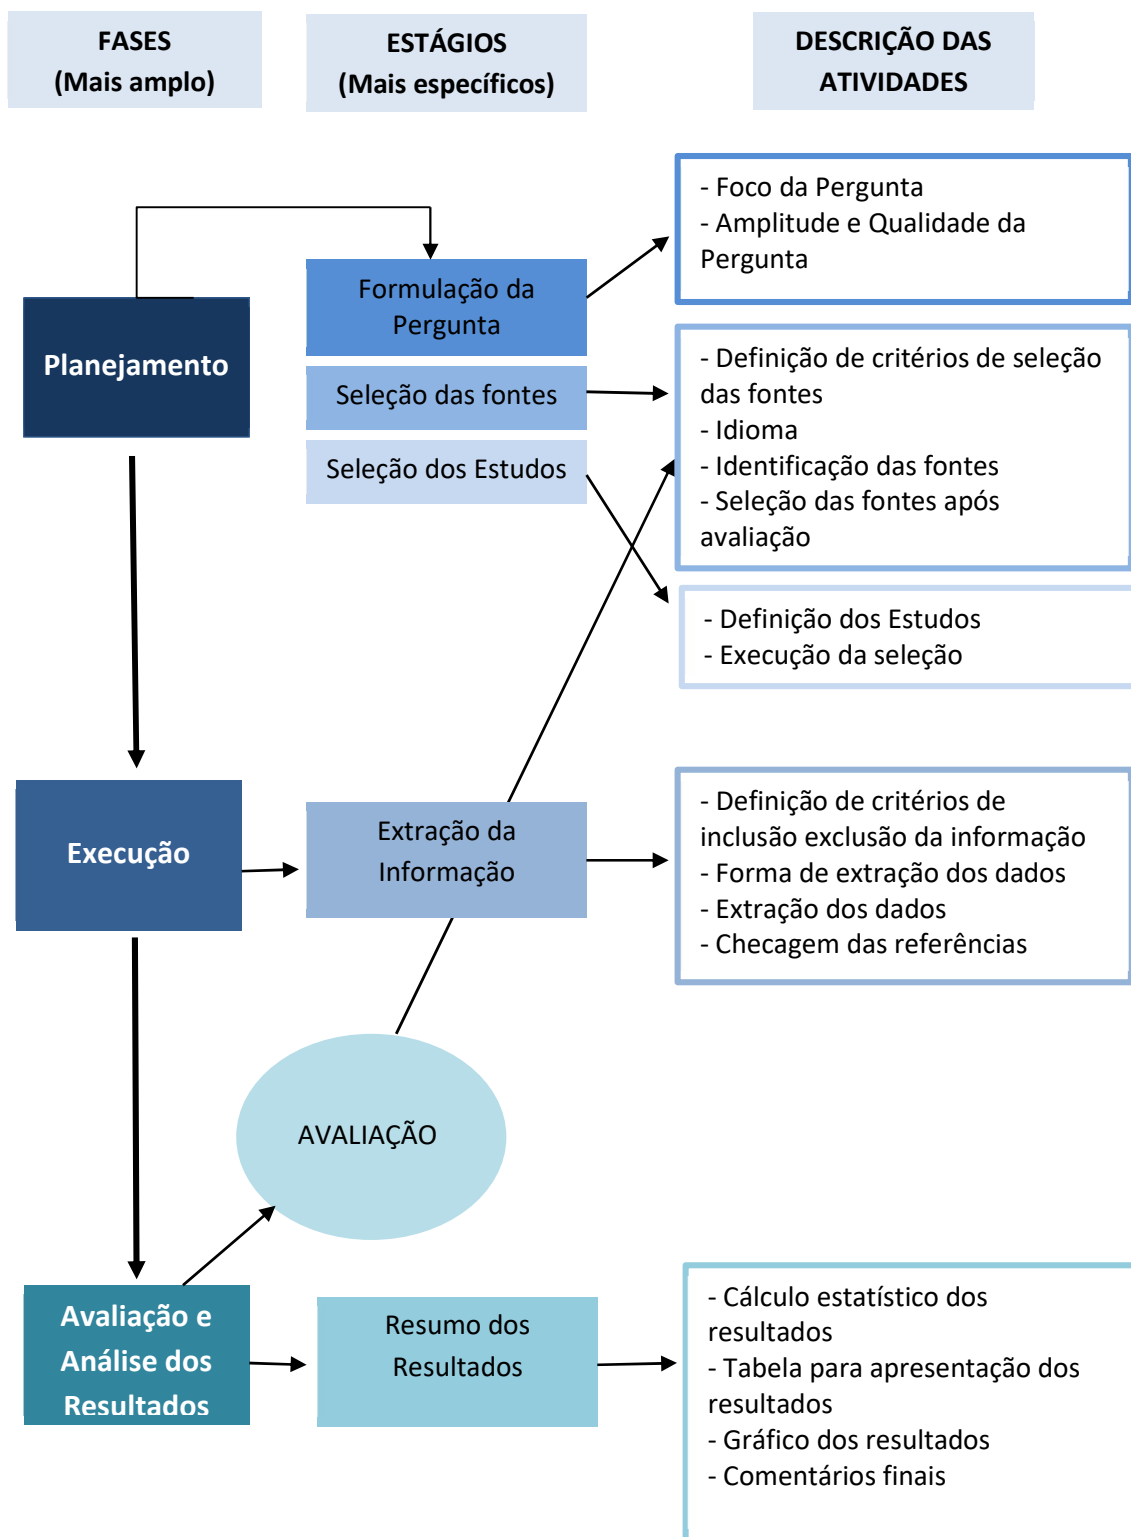 FASES
(Mais amplo)
ESTÁGIOS
(Mais específicos)
DESCRIÇÃO DAS
ATIVIDADES
Planejamento
Formulação da
Pergunta
Seleção das fontes
Seleção dos Estudos
- Foco da Pergunta
- Amplitude e Qualidade da
Pergunta
- Definição de critérios de seleção
das fontes
- Idioma
- Identificação das fontes
- Seleção das fontes após
avaliação
- Definição dos Estudos
- Execução da seleção
Execução
Extração da
Informação
- Definição de critérios de
inclusão exclusão da informação
- Forma de extração dos dados
- Extração dos dados
- Checagem das referências
AVALIAÇÃO
Avaliação e
Análise dos
Resultados
Resumo dos
Resultados
- Cálculo estatístico dos
resultados
- Tabela para apresentação dos
resultados
- Gráfico dos resultados
- Comentários finais